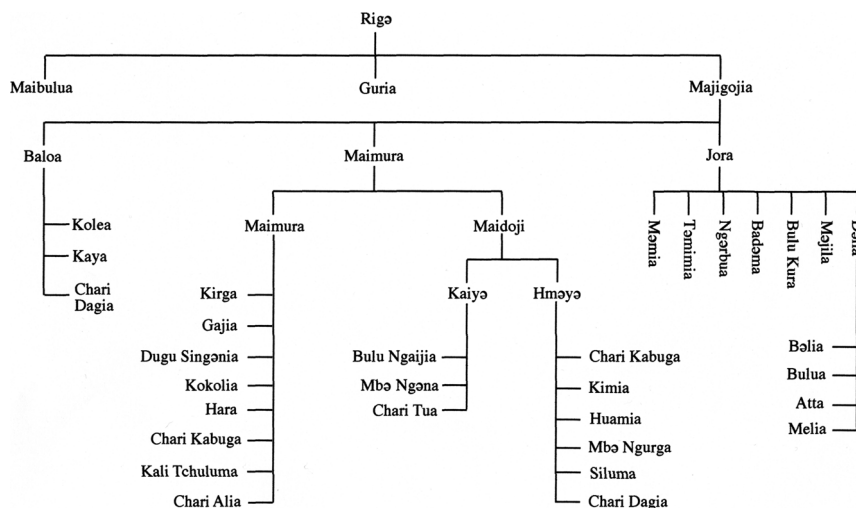 Rigə
Maibulua
Guria
Majigojia
Baloa
Maimura
Jora
Kolea
Kaya
Chari
Dagia
Maimura
Maidoji
Məmia
Təmimia
Ngərbua
Badəma
Bulu Kura
Məjila
Kirga
Gajia
Dugu Singənia
Kokolia
Hara
Chari Kabuga
Kali Tchuluma
Chari Alia
Kaiyə
Hməyə
Bulu Ngaijia
Mbə Ngəna
Chari Tua
Chari Kabuga
Kimia
Huamia
Mbə Ngurga
Siluma
Chari Dagia
Bəlia
Bulua
Atta
Melia